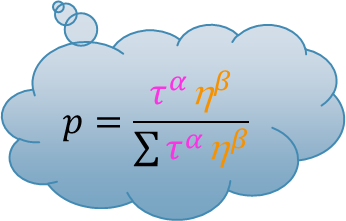 p = τ^α η^β / ∑ τ^α η^β